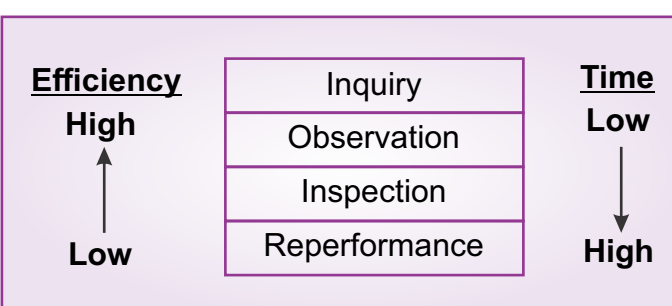 Efficiency
High
Low
Inquiry
Observation
Inspection
Reperformance
Time
Low
High